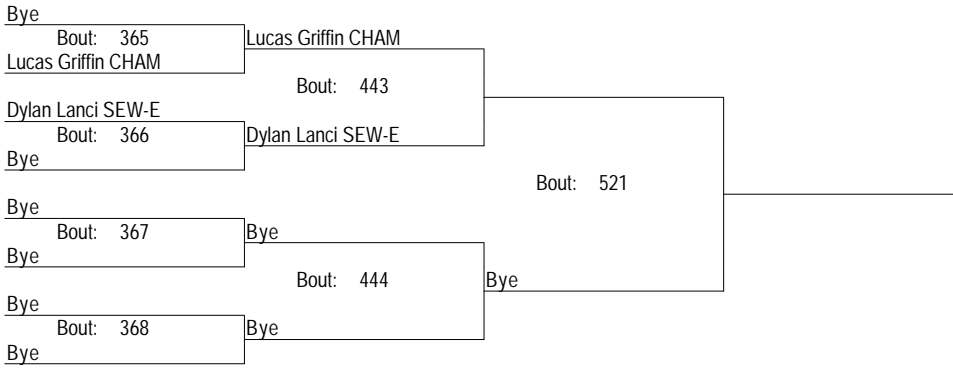 Bye
Bout: 365
Lucas Griffin CHAM
Lucas Griffin CHAM
Bout: 443
Dylan Lanci SEW-E
Bout: 366
Dylan Lanci SEW-E
Bye
Bout: 521
Bye
Bout: 367
Bye
Bye
Bout: 444
Bye
Bye
Bout: 368
Bye
Bye